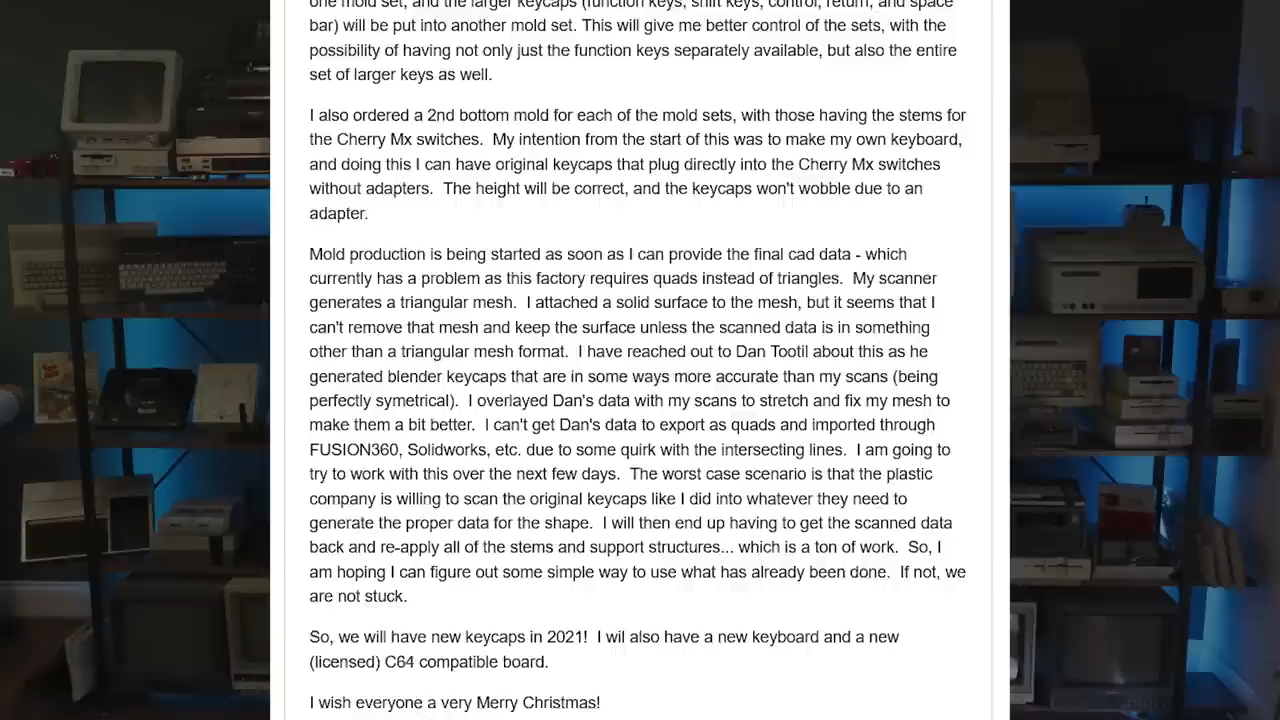 one mold set, and the larger keycaps (function keys, shift keys, control, return, and space
bar) will be put into another mold set. This will give me better control of the sets, with the
possibility of having not only just the function keys separately available, but also the entire
set of larger keys as well.
I also ordered a 2nd bottom mold for each of the mold sets, with those having the stems for
the Cherry Mx switches.  My intention from the start of this was to make my own keyboard,
and doing this I can have original keycaps that plug directly into the Cherry Mx switches
without adapters.  The height will be correct, and the keycaps won't wobble due to an
adapter.
Mold production is being started as soon as I can provide the final cad data - which
currently has a problem as this factory requires quads instead of triangles.  My scanner
generates a triangular mesh.  I attached a solid surface to the mesh, but it seems that I
can't remove that mesh and keep the surface unless the scanned data is in something
other than a triangular mesh format.  I have reached out to Dan Tootil about this as he
generated blender keycaps that are in some ways more accurate than my scans (being
perfectly symetrical).  I overlayed Dan's data with my scans to stretch and fix my mesh to
make them a bit better.  I can't get Dan's data to export as quads and imported through
FUSION360, Solidworks, etc. due to some quirk with the intersecting lines.  I am going to
try to work with this over the next few days.  The worst case scenario is that the plastic
company is willing to scan the original keycaps like I did into whatever they need to
generate the proper data for the shape.  I will then end up having to get the scanned data
back and re-apply all of the stems and support structures... which is a ton of work.  So, I
am hoping I can figure out some simple way to use what has already been done.  If not, we
are not stuck.
So, we will have new keycaps in 2021!  I wil also have a new keyboard and a new
(licensed) C64 compatible board.
I wish everyone a very Merry Christmas!